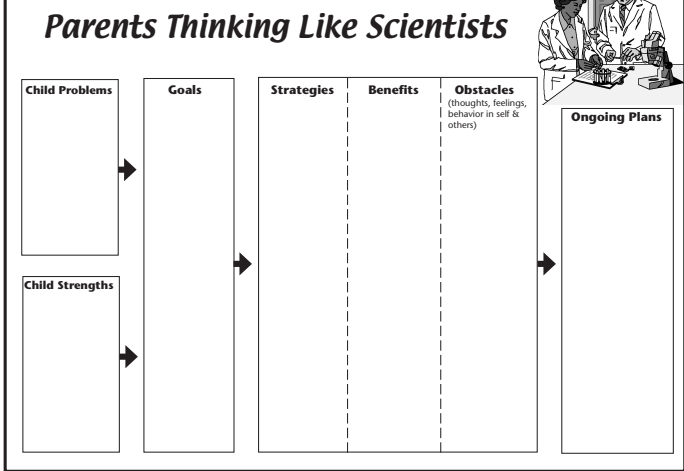 Parents Thinking Like Scientists
Child Problems
Goals
Strategies
Benefits
Obstacles
(thoughts, feelings,
behavior in self &
others)
Ongoing Plans
Child Strengths